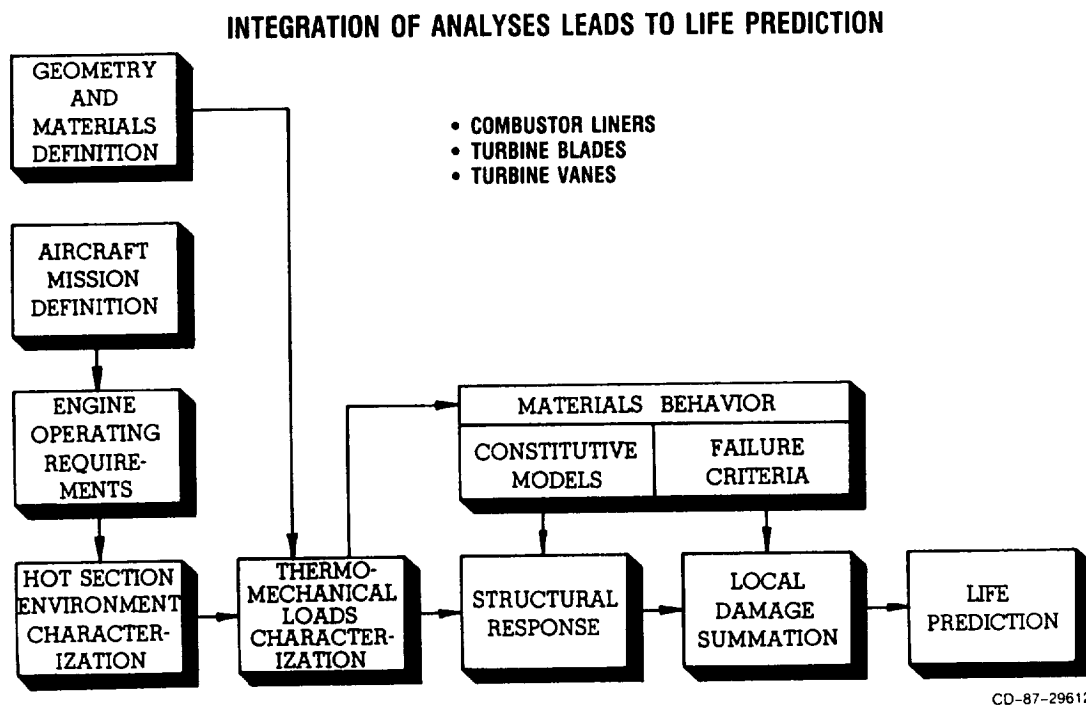 INTEGRATION OF ANALYSES LEADS TO LIFE PREDICTION
GEOMETRY
AND
MATERIALS
DEFINITION
• COMBUSTOR LINERS
• TURBINE BLADES
• TURBINE VANES
AIRCRAFT
MISSION
DEFINITION
ENGINE
OPERATING
REQUIRE-
MENTS
MATERIALS BEHAVIOR
CONSTITUTIVE
MODELS
FAILURE
CRITERIA
HOT SECTION
ENVIRONMENT
CHARACTER-
IZATION
THERMO-
MECHANICAL
LOADS
CHARACTER-
IZATION
STRUCTURAL
RESPONSE
LOCAL
DAMAGE
SUMMATION
LIFE
PREDICTION
CD-87-29612